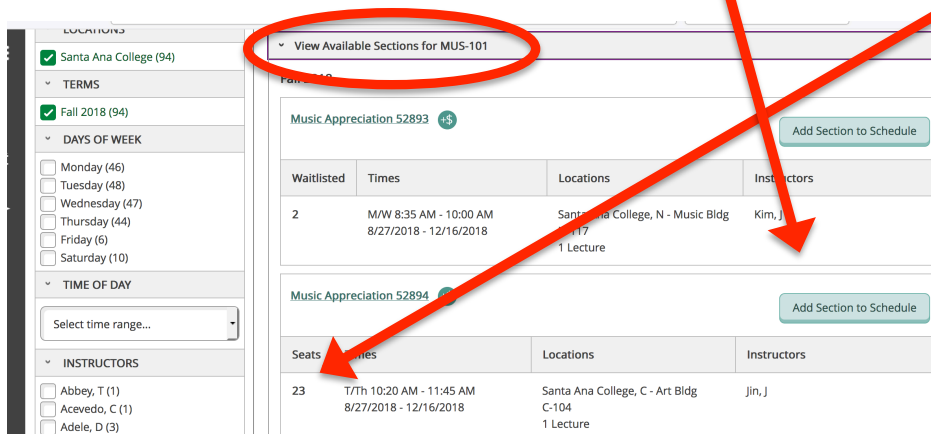 LOCATIONS
Santa Ana College (94)
TERMS
Fall 2018 (94)
DAYS OF WEEK
Monday (46)
Tuesday (48)
Wednesday (47)
Thursday (44)
Friday (6)
Saturday (10)
TIME OF DAY
Select time range...
INSTRUCTORS
Abbey, T (1)
Acevedo, C (1)
Adele, D (3)
View Available Sections for MUS-101
Fall 2018
Music Appreciation 52893 +$
Add Section to Schedule
Waitlisted Times Locations Instructors
2 M/W 8:35 AM - 10:00 AM Santa Ana College, N - Music Bldg Kim, J
8/27/2018 - 12/16/2018
1 Lecture
Music Appreciation 52894
Add Section to Schedule
Seats Times Locations Instructors
23 T/Th 10:20 AM - 11:45 AM Santa Ana College, C - Art Bldg Jin, J
8/27/2018 - 12/16/2018 C-104
1 Lecture